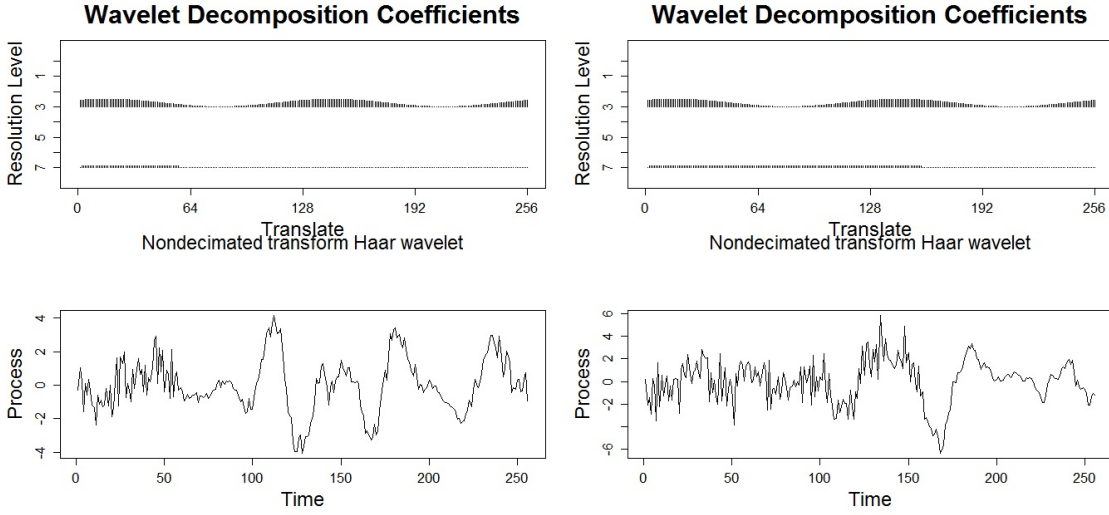 Wavelet Decomposition Coefficients
Resolution Level
1
3
5
7
0 64 128 192 256
Translate
Nondecimated transform Haar wavelet
Process
4
2
0
-2
-4
0 50 100 150 200 250
Time
Wavelet Decomposition Coefficients
Resolution Level
1
3
5
7
0 64 128 192 256
Translate
Nondecimated transform Haar wavelet
Process
6
4
2
0
-2
-6
0 50 100 150 200 250
Time